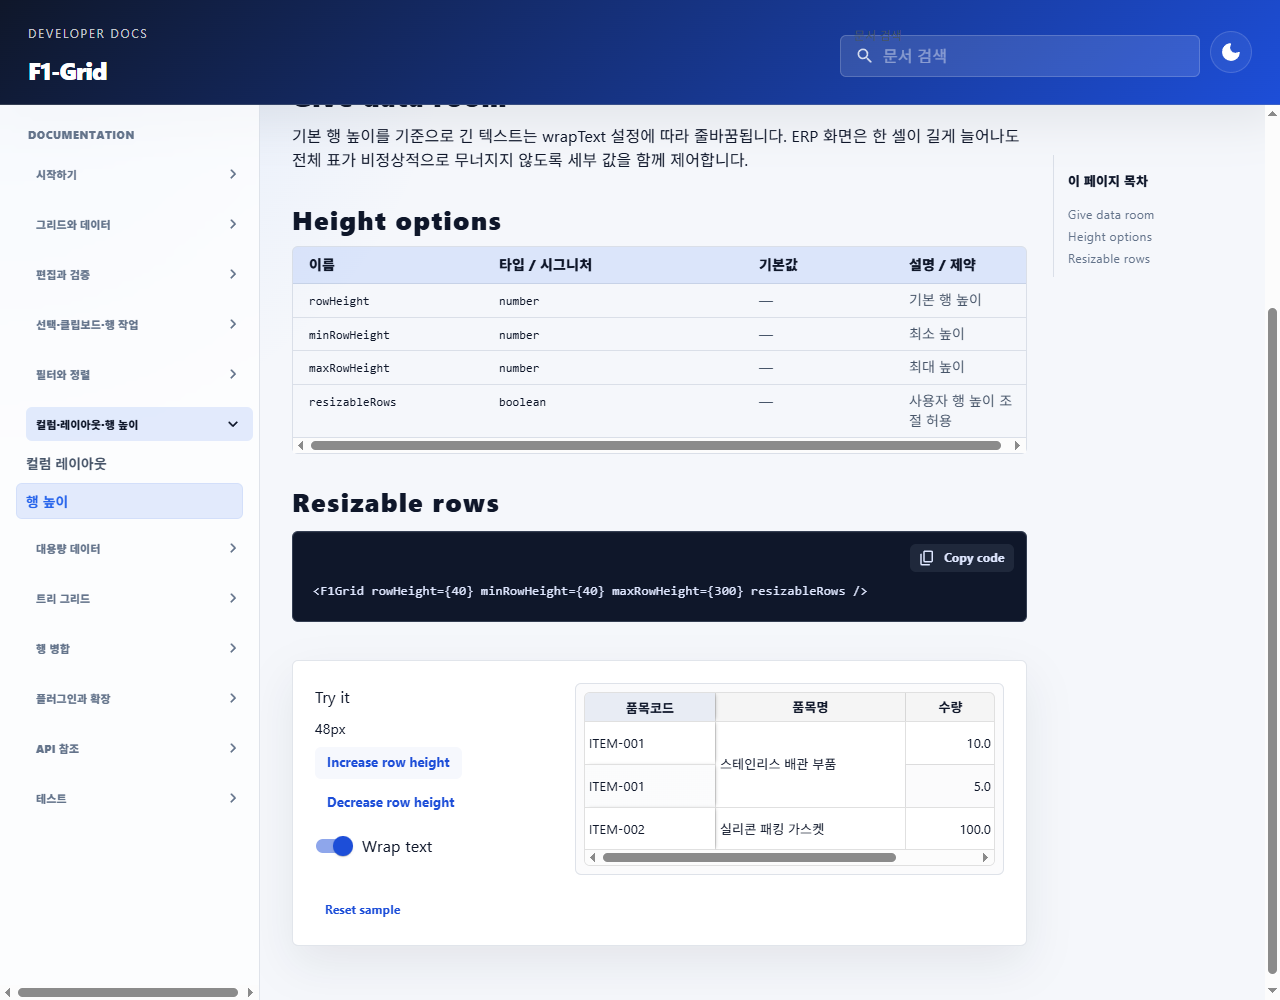 DEVELOPER DOCS
F1-Grid
문서 검색
DOCUMENTATION
시작하기
그리드와 데이터
편집과 검증
선택·클립보드·행 작업
필터와 정렬
컬럼·레이아웃·행 높이
컬럼 레이아웃
행 높이
대용량 데이터
트리 그리드
행 병합
플러그인과 확장
API 참조
테스트
Give data room
기본 행 높이를 기준으로 긴 텍스트는 wrapText 설정에 따라 줄바꿈됩니다. ERP 화면은 한 셀이 길게 늘어나도
전체 표가 비정상적으로 무너지지 않도록 세부 값을 함께 제어합니다.
Height options
이름 타입 / 시그니처 기본값 설명 / 제약
rowHeight number — 기본 행 높이
minRowHeight number — 최소 높이
maxRowHeight number — 최대 높이
resizableRows boolean — 사용자 행 높이 조
절 허용
Resizable rows
Copy code
<F1Grid rowHeight={40} minRowHeight={40} maxRowHeight={300} resizableRows />
Try it
48px
Increase row height
Decrease row height
Wrap text
Reset sample
품목코드 품목명 수량
ITEM-001 10.0
스테인리스 배관 부품
ITEM-001 5.0
ITEM-002 실리콘 패킹 가스켓 100.0
이 페이지 목차
Give data room
Height options
Resizable rows